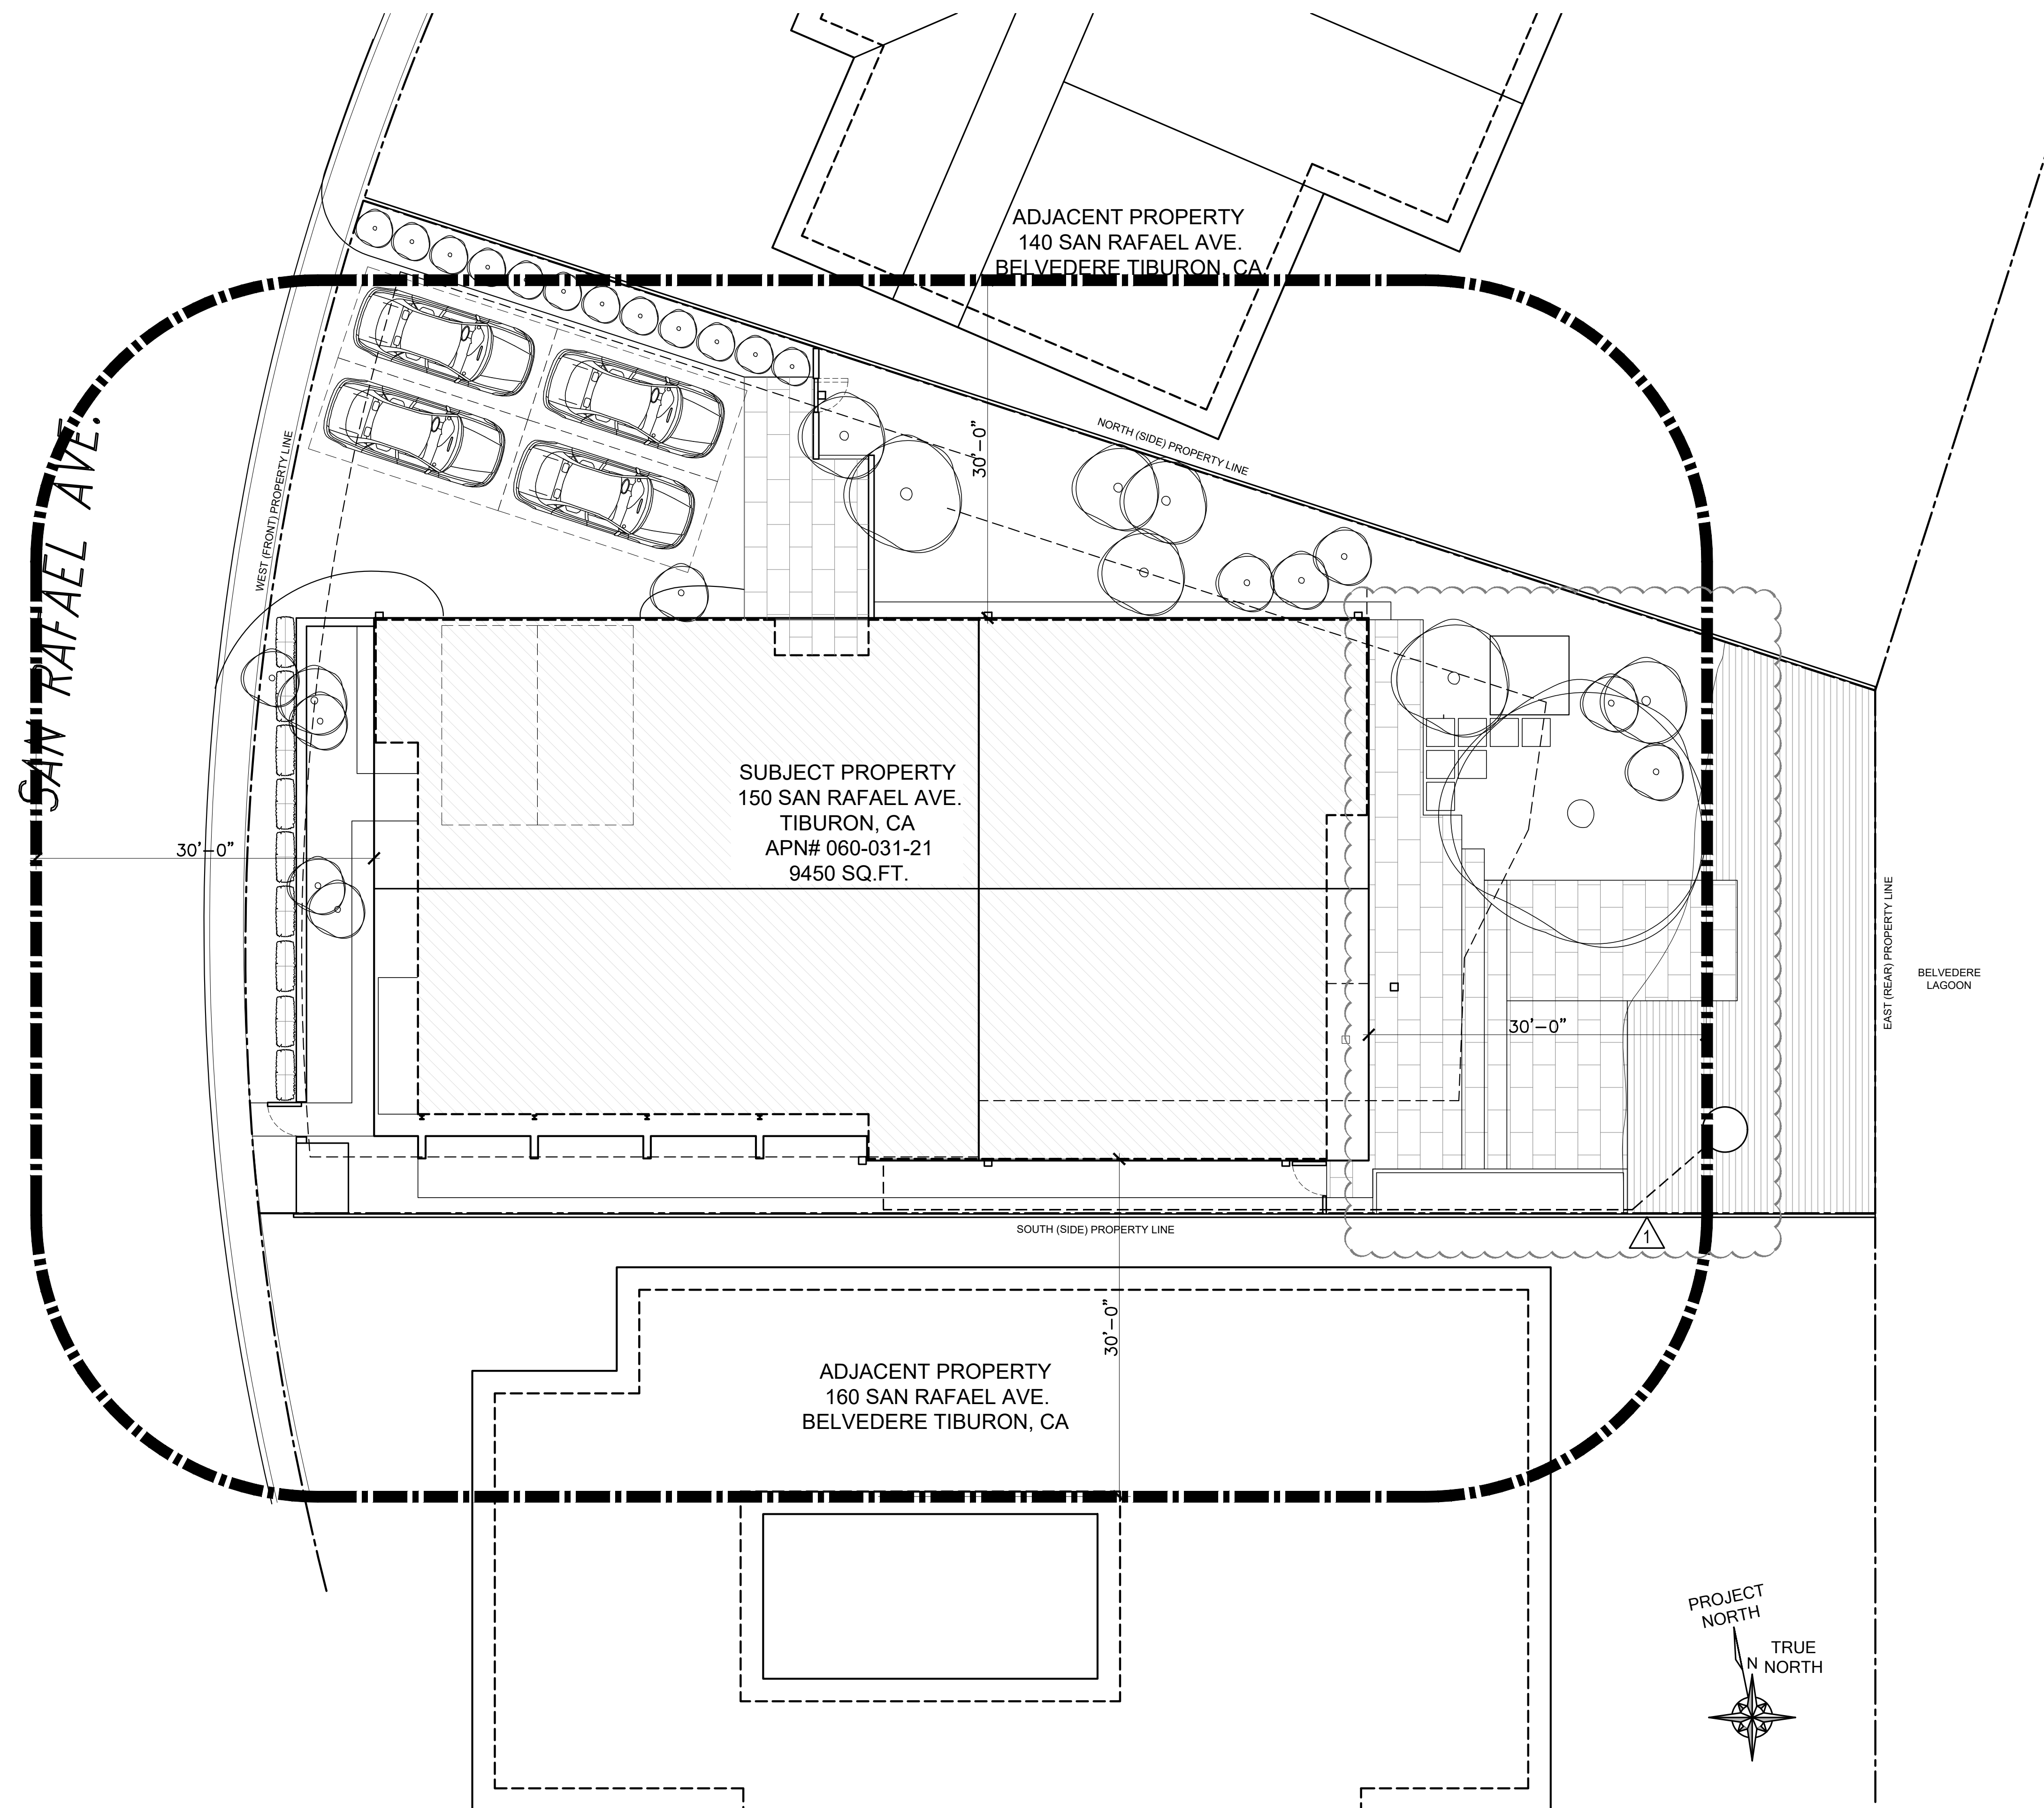 ADJACENT PROPERTY
140 SAN RAFAEL AVE.
BELVEDERE TIBURON, CA.
NORTH (SIDE) PROPERTY LINE
30'-0"
WEST (FRONT) PROPERTY LINE
SAN RAFAEL AVE.
30'-0"
SUBJECT PROPERTY
150 SAN RAFAEL AVE.
TIBURON, CA
APN# 060-031-21
9450 SQ.FT.
30'-0"
EAST (REAR) PROPERTY LINE
BELVEDERE
LAGOON
SOUTH (SIDE) PROPERTY LINE
1
30'-0"
ADJACENT PROPERTY
160 SAN RAFAEL AVE.
BELVEDERE TIBURON, CA
PROJECT
NORTH
TRUE
NORTH
N